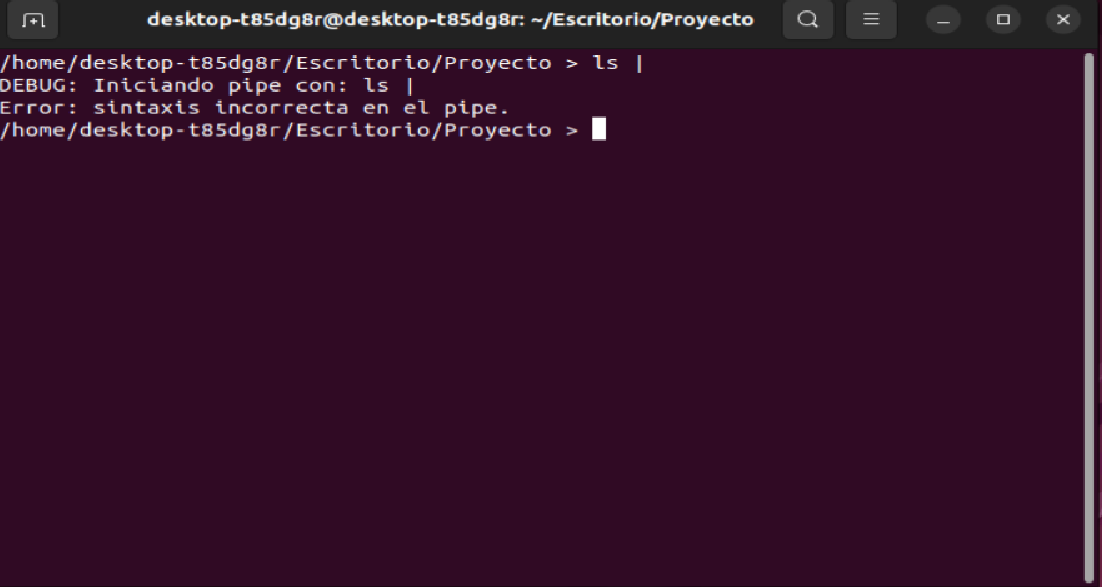 desktop-t85dg8r@desktop-t85dg8r: ~/Escritorio/Proyecto
/home/desktop-t85dg8r/Escritorio/Proyecto > ls |
DEBUG: Iniciando pipe con: ls |
Error: sintaxis incorrecta en el pipe.
/home/desktop-t85dg8r/Escritorio/Proyecto >